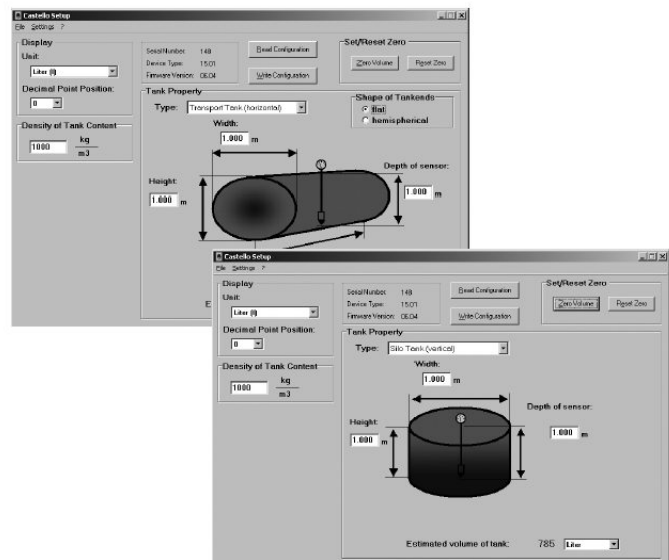 Castello Setup
File Settings ?
Display
Unit:
Liter (l)
Decimal Point Position:
0
Density of Tank Content
1000 kg
m3
Serial Number: 148
Device Type: 15.01
Firmware Version: 06.04
Read Configuration
Write Configuration
Set/Reset Zero
Zero Volume Reset Zero
Tank Property
Type: Transport Tank (horizontal)
Shape of Tankends
flat
hemispherical
Width:
1.000 m
Height:
1.000 m
Depth of sensor:
1.000 m
Castello Setup
File Settings ?
Display
Unit:
Liter (l)
Decimal Point Position:
0
Density of Tank Content
1000 kg
m3
Serial Number: 148
Device Type: 15.01
Firmware Version: 06.04
Read Configuration
Write Configuration
Set/Reset Zero
Zero Volume Reset Zero
Tank Property
Type: Silo Tank (vertical)
Width:
1.000 m
Height:
1.000 m
Depth of sensor:
1.000 m
Estimated volume of tank: 785 Liter